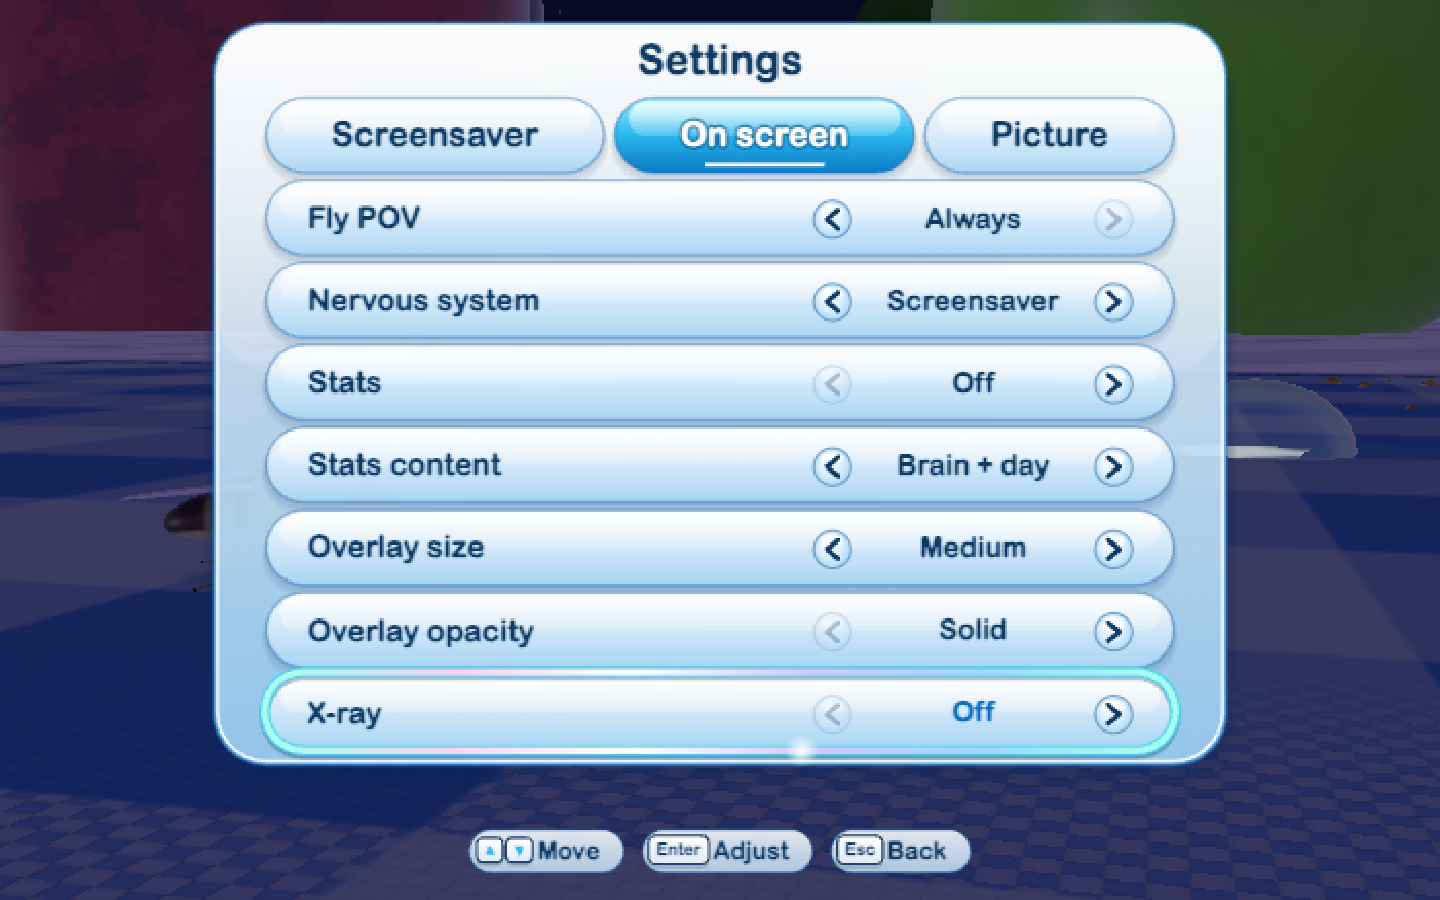 Settings
Screensaver On screen Picture
Fly POV Always
Nervous system Screensaver
Stats Off
Stats content Brain + day
Overlay size Medium
Overlay opacity Solid
X-ray Off
Move Enter Adjust Esc Back